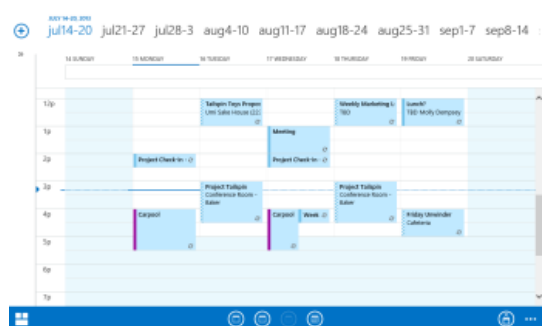 JULY 14-20, 2013
jul14-20 jul21-27 jul28-3 aug4-10 aug11-17 aug18-24 aug25-31 sep1-7 sep8-14
14 SUNDAY 15 MONDAY 16 TUESDAY 17 WEDNESDAY 18 THURSDAY 19 FRIDAY 20 SATURDAY
12p
Tailspin Toys Propos
Umi Sake House (22
Weekly Marketing L
TBD
Lunch?
TBD Molly Dempsey
1p
Meeting
2p
Project Check-in -
Project Check-in -
3p
Project Tailspin
Conference Room -
Baker
Project Tailspin
Conference Room -
Baker
4p
Carpool
Carpool
Week
Friday Unwinder
Cafeteria
5p
6p
7p